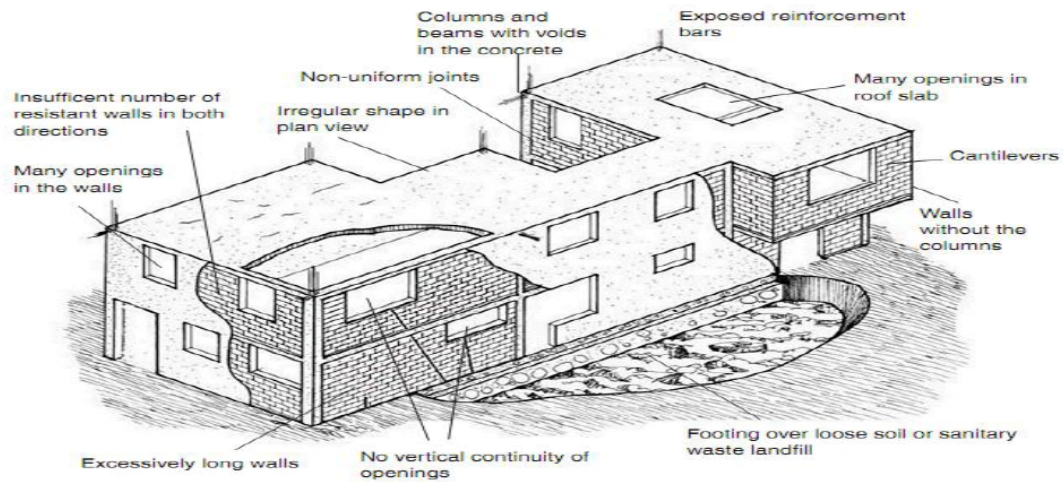 Columns and
beams with voids
in the concrete
Exposed reinforcement
bars
Non-uniform joints
Many openings in
roof slab
Insufficent number of
resistant walls in both
directions
Irregular shape in
plan view
Cantilevers
Many openings
in the walls
Walls
without the
columns
Excessively long walls
No vertical continuity of
openings
Footing over loose soil or sanitary
waste landfill